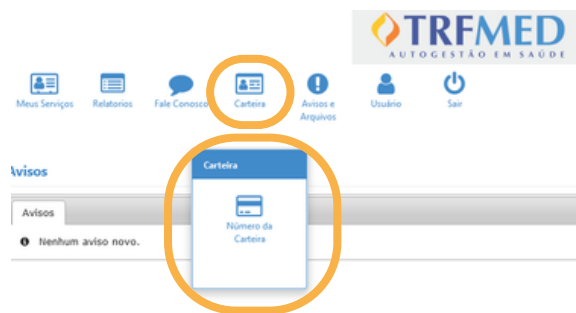 TRFMED
AUTOGESTÃO EM SAÚDE
Meus Serviços
Relatorios
Fale Conosco
Carteira
Avisos e
Arquivos
Usuário
Sair
Avisos
Carteira
Número da
Carteira
Avisos
Nenhum aviso novo.